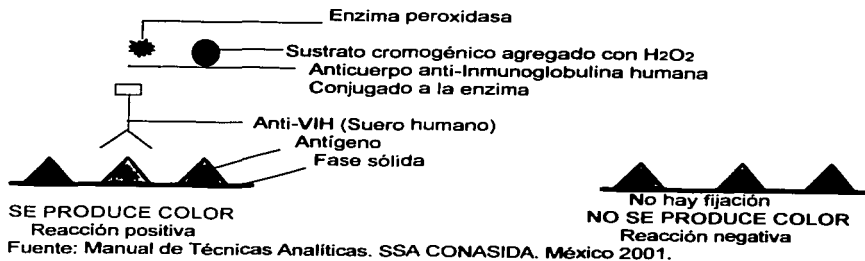 Enzima peroxidasa
Sustrato cromogénico agregado con H2O2
Anticuerpo anti-Inmunoglobulina humana
Conjugado a la enzima
Anti-VIH (Suero humano)
Antígeno
Fase sólida
SE PRODUCE COLOR
Reacción positiva
No hay fijación
NO SE PRODUCE COLOR
Reacción negativa
Fuente: Manual de Técnicas Analíticas. SSA CONASIDA. México 2001.